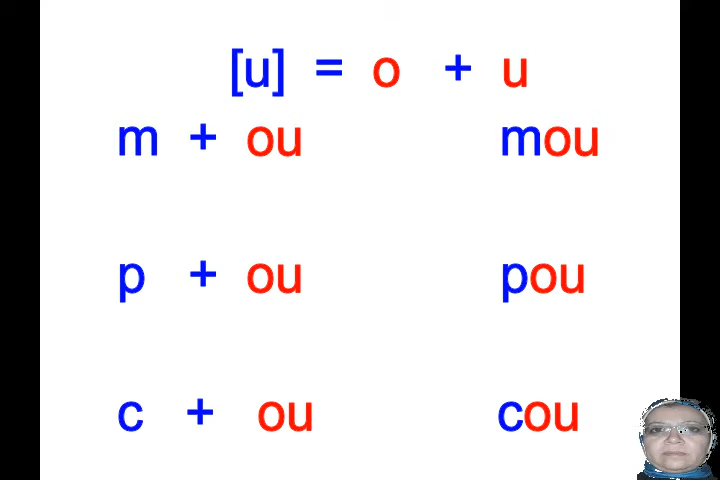 [u] = o + u
m + ou mou
p + ou pou
c + ou cou